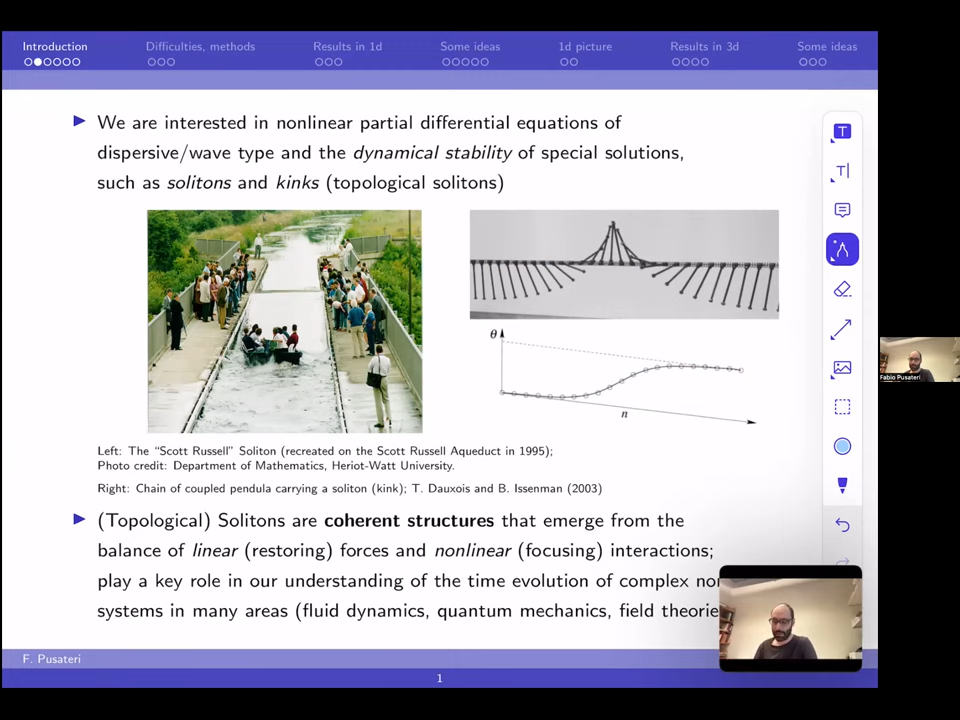 Introduction
Difficulties, methods
Results in 1d
Some ideas
1d picture
Results in 3d
Some ideas
We are interested in nonlinear partial differential equations of
dispersive/wave type and the dynamical stability of special solutions,
such as solitons and kinks (topological solitons)
θ
n
Left: The “Scott Russell” Soliton (recreated on the Scott Russell Aqueduct in 1995);
Photo credit: Department of Mathematics, Heriot-Watt University.
Right: Chain of coupled pendula carrying a soliton (kink); T. Dauxois and B. Issenman (2003)
(Topological) Solitons are coherent structures that emerge from the
balance of linear (restoring) forces and nonlinear (focusing) interactions;
play a key role in our understanding of the time evolution of complex
systems in many areas (fluid dynamics, quantum mechanics, field
F. Pusateri
1
T
T
Fabio Pusateri